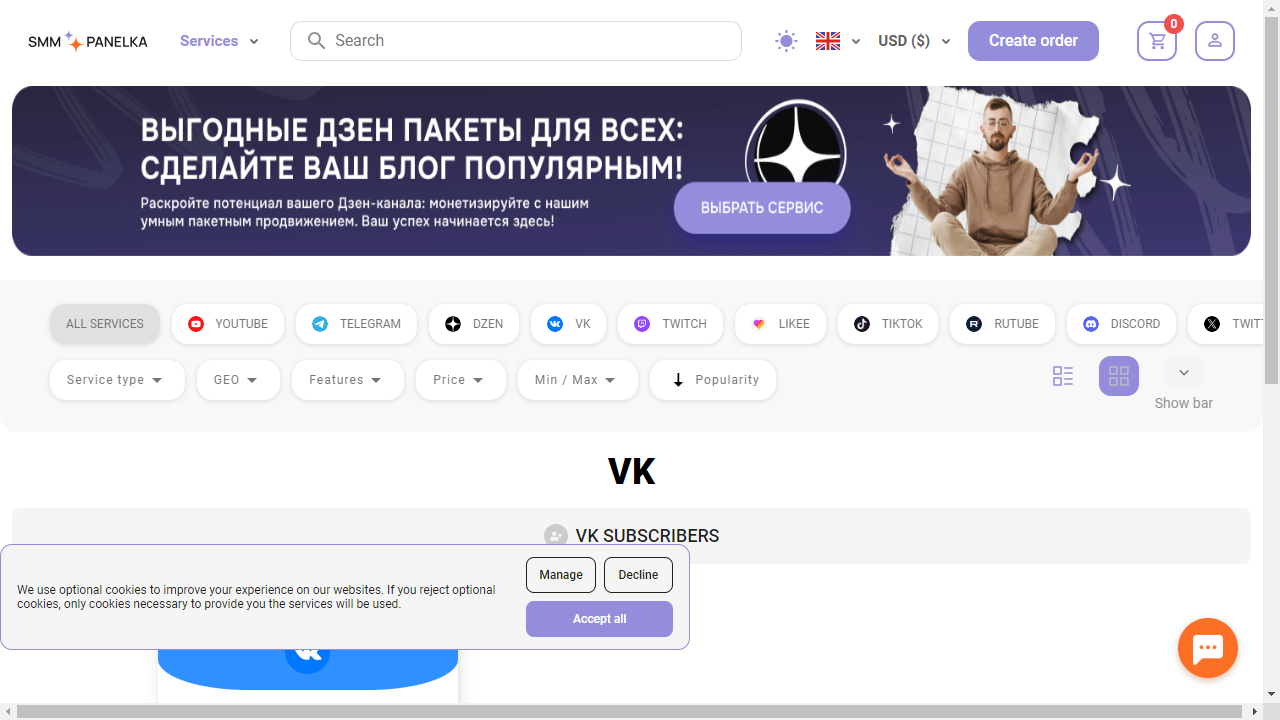 SMM PANELKA
Services
Search
USD ($)
Create order
0
ВЫГОДНЫЕ ДЗЕН ПАКЕТЫ ДЛЯ ВСЕХ:
СДЕЛАЙТЕ ВАШ БЛОГ ПОПУЛЯРНЫМ!
Раскройте потенциал вашего Дзен-канала: монетизируйте с нашим
умным пакетным продвижением. Ваш успех начинается здесь!
ВЫБРАТЬ СЕРВИС
ALL SERVICES
YOUTUBE
TELEGRAM
DZEN
VK
TWITCH
LIKEE
TIKTOK
RUTUBE
DISCORD
Service type
GEO
Features
Price
Min / Max
Popularity
Show bar
VK
VK SUBSCRIBERS
We use optional cookies to improve your experience on our websites. If you reject optional
cookies, only cookies necessary to provide you the services will be used.
Manage
Decline
Accept all